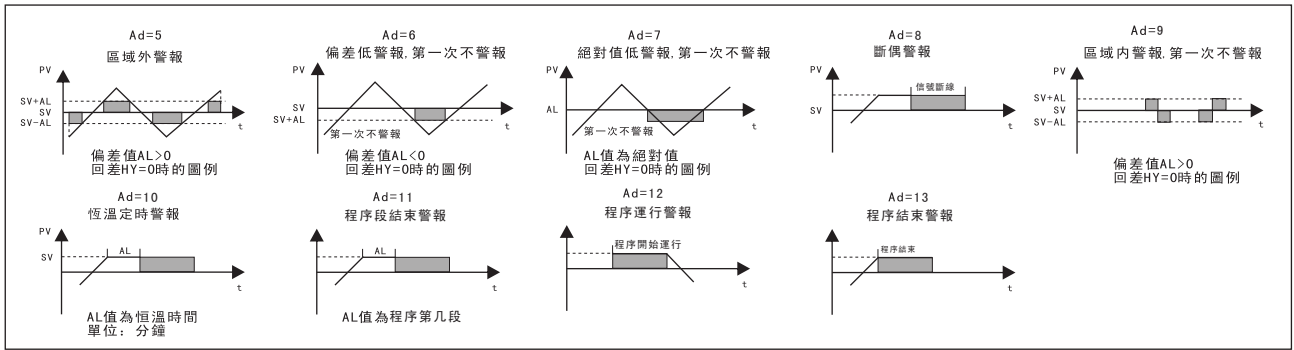 Ad=5
區域外警報
PV
SV+AL
SV
SV-AL
t
偏差值AL>0
回差HY=0時的圖例
Ad=6
偏差低警報,第一次不警報
PV
SV
SV+AL
第一次不警報
t
偏差值AL<0
回差HY=0時的圖例
Ad=7
絕對值低警報,第一次不警報
PV
AL
第一次不警報
t
AL值為絕對值
回差HY=0時的圖例
Ad=8
斷偶警報
PV
SV
信號斷線
t
Ad=9
區域内警報,第一次不警報
PV
SV+AL
SV
SV-AL
t
偏差值AL>0
回差HY=0時的圖例
Ad=10
恆溫定時警報
PV
SV
AL
t
AL值為恒溫時間
單位：分鐘
Ad=11
程序段結束警報
AL
t
AL值為程序第几段
Ad=12
程序運行警報
程序開始運行
t
Ad=13
程序結束警報
程序結束
t